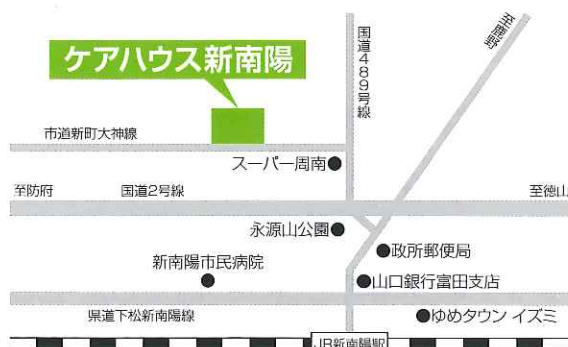 至鹿野
国道489号線
ケアハウス新南陽
市道新町大神線
スーパー周南
至防府
国道2号線
至徳山
永源山公園
政所郵便局
新南陽市民病院
山口銀行富田支店
県道下松新南陽線
ゆめタウン イズミ
JR新南陽駅